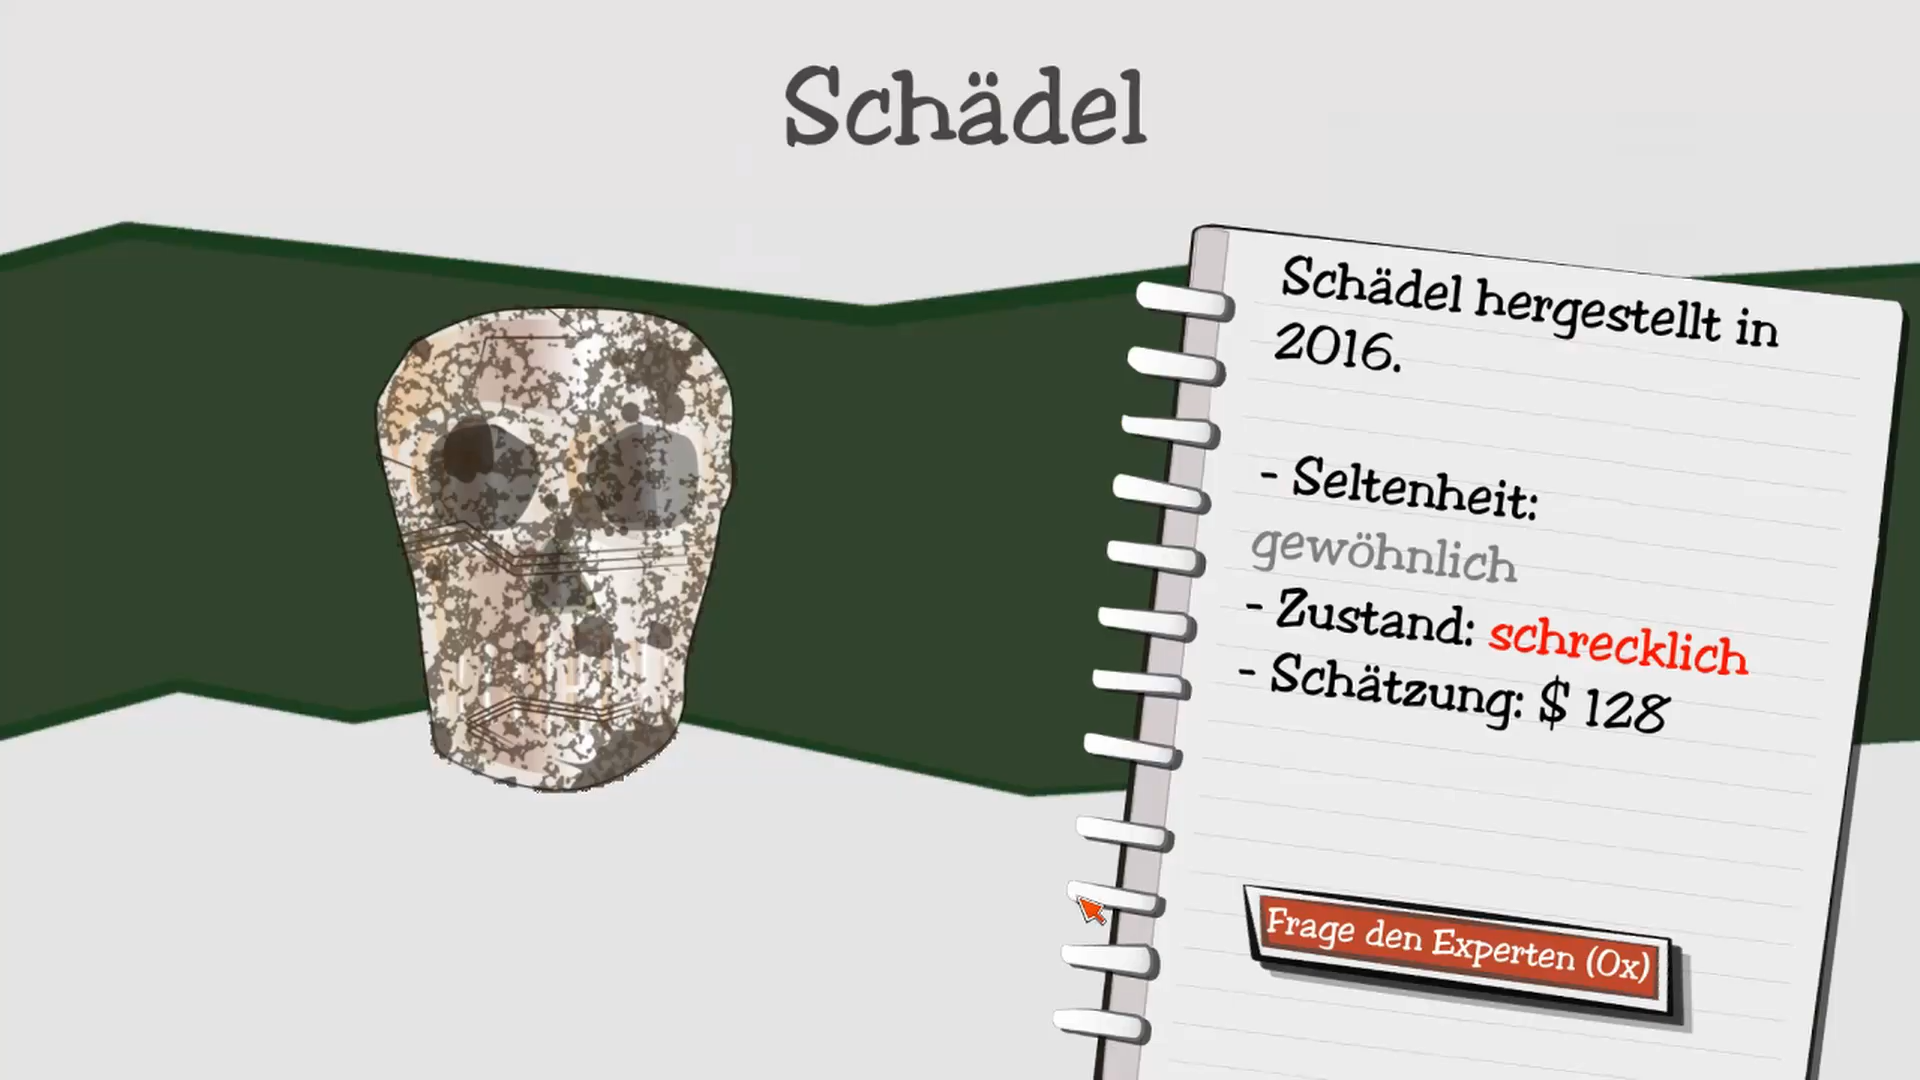 Schädel
Schädel hergestellt in
2016.
- Seltenheit:
gewöhnlich
- Zustand: schrecklich
- Schätzung: $ 128
Frage den Experten (0x)